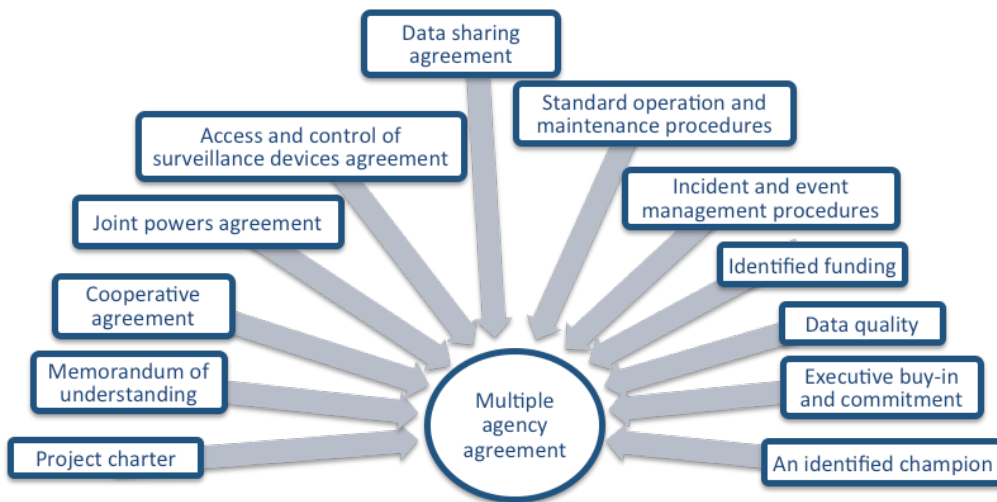 Data sharing
agreement
Standard operation and
maintenance procedures
Access and control of
surveillance devices agreement
Incident and event
management procedures
Joint powers agreement
Identified funding
Cooperative
agreement
Data quality
Memorandum of
understanding
Executive buy-in
and commitment
Multiple
agency
agreement
Project charter
An identified champion